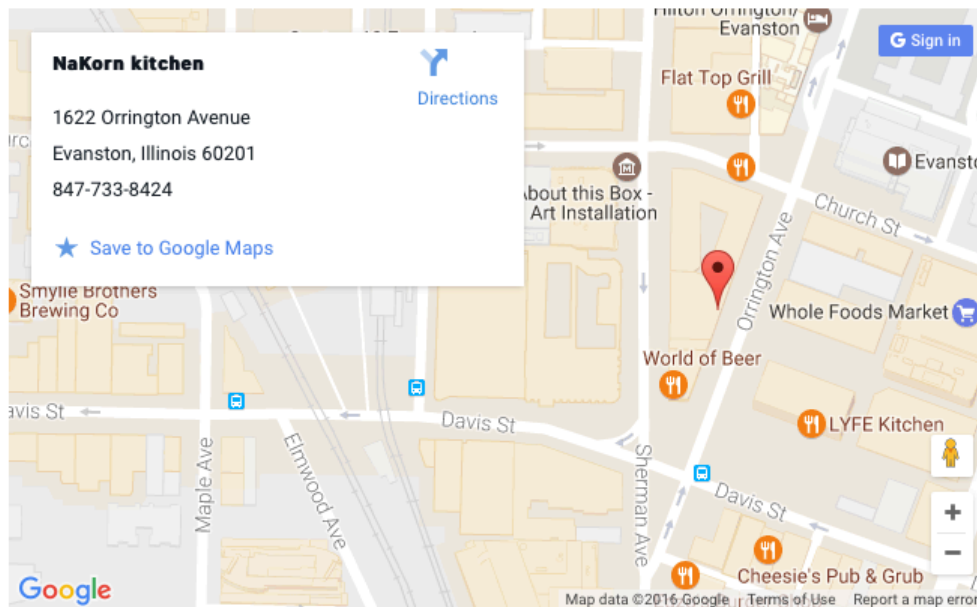 Hilton Orrington/
Evanston
G Sign in
NaKorn kitchen
Directions
1622 Orrington Avenue
Evanston, Illinois 60201
847-733-8424
Save to Google Maps
Flat Top Grill
About this Box -
Art Installation
Evansto
Church St
Orrington Ave
Smylie Brothers
Brewing Co
Whole Foods Market
World of Beer
avis St
Davis St
LYFE Kitchen
Maple Ave
Elmwood Ave
Sherman Ave
Davis St
+
−
Cheesie's Pub & Grub
Google
Map data ©2016 Google
Terms of Use
Report a map error